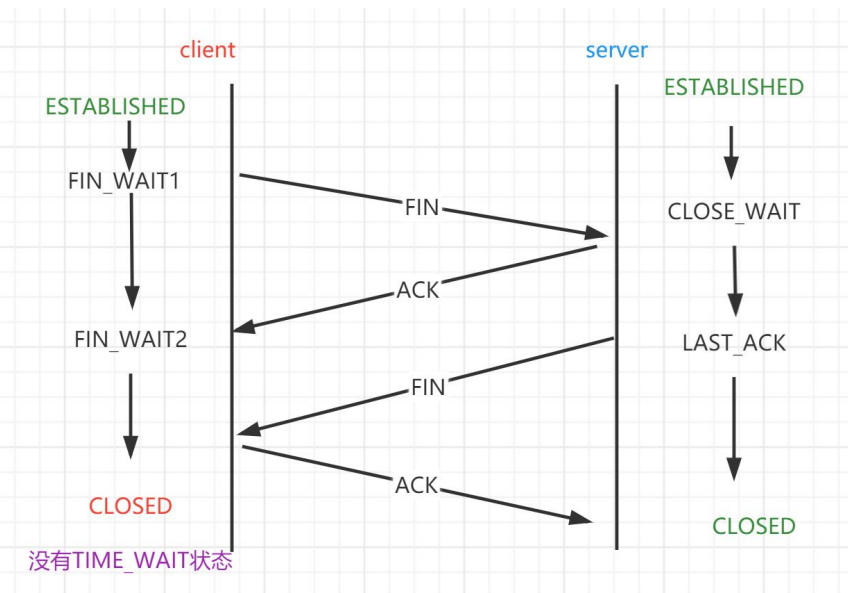 client
server
ESTABLISHED
ESTABLISHED
FIN_WAIT1
FIN
CLOSE_WAIT
ACK
FIN_WAIT2
LAST_ACK
FIN
ACK
CLOSED
CLOSED
没有TIME_WAIT状态